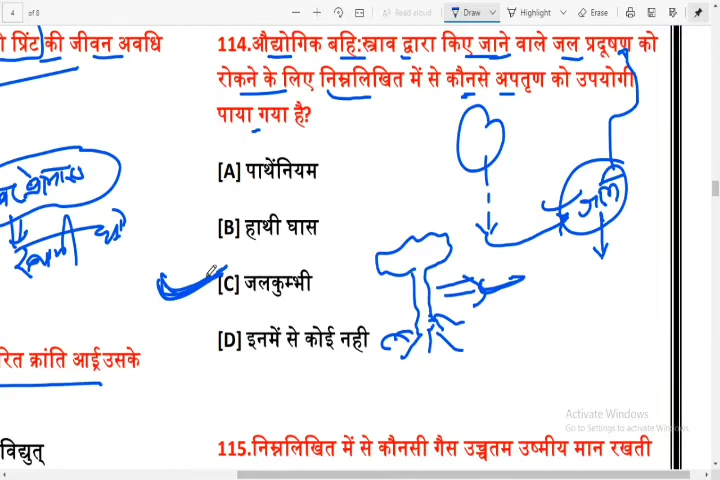 4 of 8
Read aloud
Draw
Highlight
Erase
ो प्रिंट की जीवन अवधि
रित क्रांति आई उसके
विद्युत्
114.औद्योगिक बहि:स्त्राव द्वारा किए जाने वाले जल प्रदूषण को
रोकने के लिए निम्नलिखित में से कौनसे अपतृण को उपयोगी
पाया गया है?
जल
[A] पाथेंनियम
[B] हाथी घास
[C] जलकुम्भी
[D] इनमें से कोई नही
Activate Windows
Go to Settings to activate Windows.
115.निम्नलिखित में से कौनसी गैस उच्चतम उष्मीय मान रखती